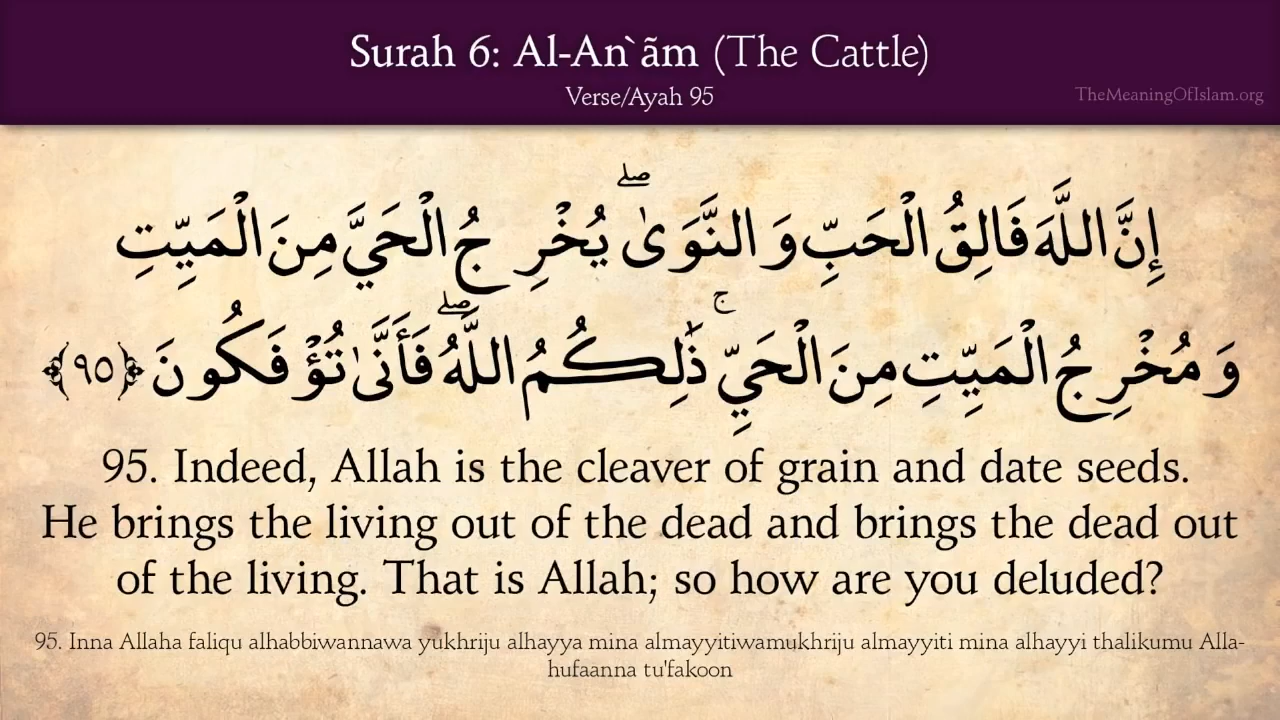 Surah 6: Al-An`ãm (The Cattle)
Verse/Ayah 95
TheMeaningOfIslam.org
إِنَّ اللَّهَ فَالِقُ الْحَبِّ وَالنَّوَىٰ ۖ يُخْرِجُ الْحَيَّ مِنَ الْمَيِّتِ
وَمُخْرِجُ الْمَيِّتِ مِنَ الْحَيِّ ۚ ذَٰلِكُمُ اللَّهُ ۖ فَأَنَّىٰ تُؤْفَكُونَ ﴿٩٥﴾
95. Indeed, Allah is the cleaver of grain and date seeds.
He brings the living out of the dead and brings the dead out
of the living. That is Allah; so how are you deluded?
95. Inna Allaha faliqu alhabbiwannawa yukhriju alhayya mina almayyitiwamukhriju almayyiti mina alhayyi thalikumu Alla-
hufaanna tu'fakoon